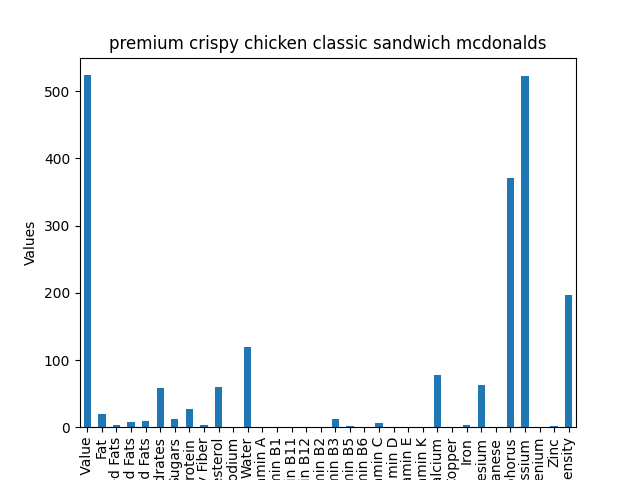 premium crispy chicken classic sandwich mcdonalds
Values
500
400
300
200
100
0
Value
Fat
d Fats
d Fats
d Fats
drates
Sugars
rotein
y Fiber
esterol
odium
Water
min A
min B1
in B11
in B12
min B2
min B3
min B5
min B6
min C
min D
min E
min K
alcium
opper
Iron
esium
anese
horus
ssium
enium
Zinc
ensity